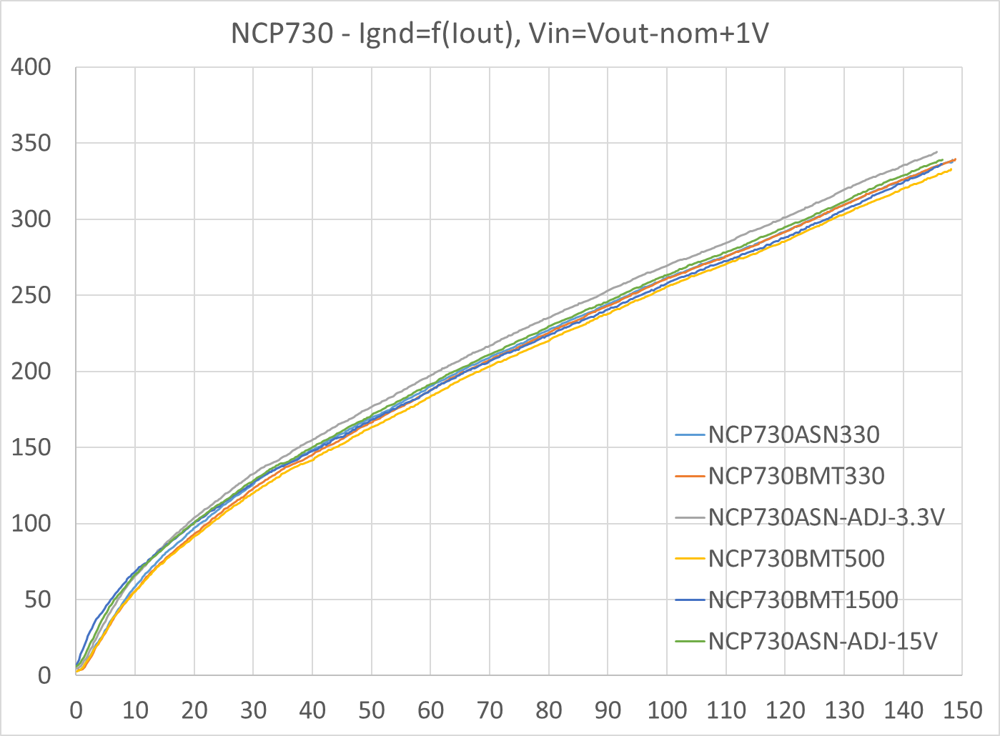 NCP730 - Ignd=f(Iout), Vin=Vout-nom+1V
400
350
300
250
200
150
100
50
0
NCP730ASN330
NCP730BMT330
NCP730ASN-ADJ-3.3V
NCP730BMT500
NCP730BMT1500
NCP730ASN-ADJ-15V
0 10 20 30 40 50 60 70 80 90 100 110 120 130 140 150